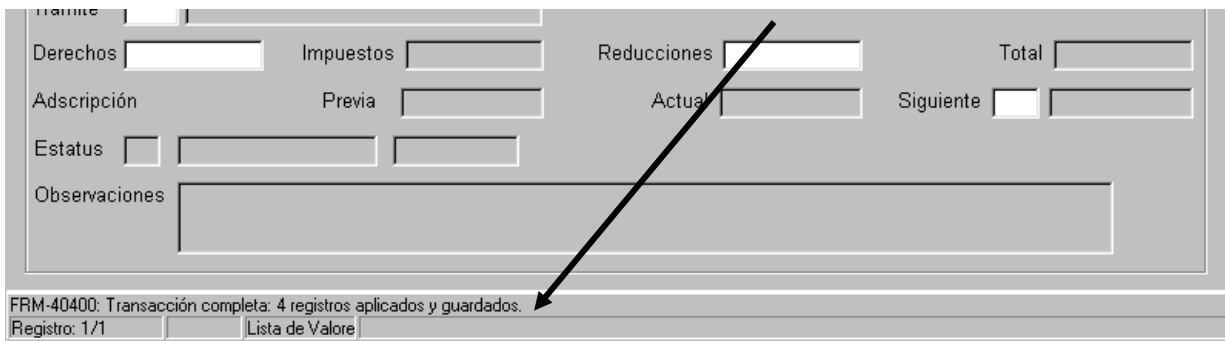 Trámite
Derechos Impuestos Reducciones Total
Adscripción Previa Actual Siguiente
Estatus
Observaciones
FRM-40400: Transacción completa: 4 registros aplicados y guardados.
Registro: 1/1 Lista de Valore